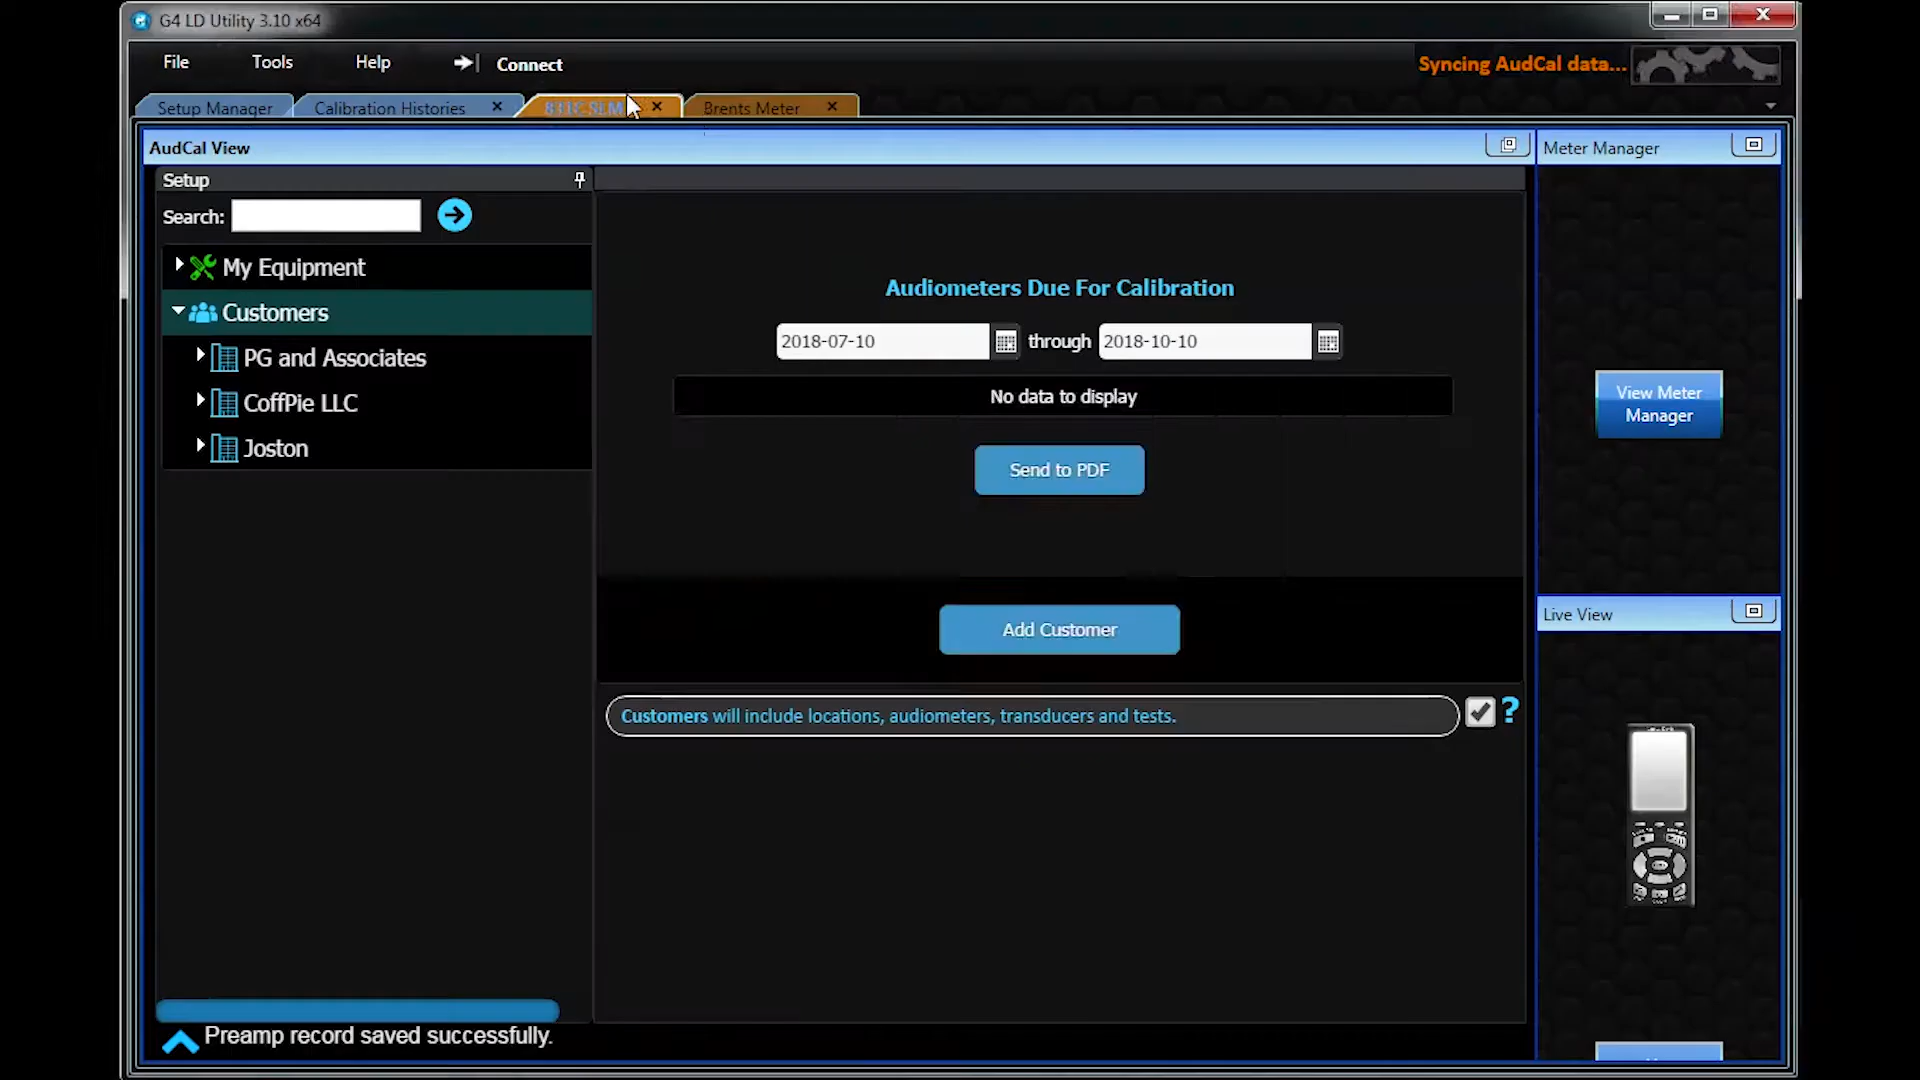 G4 LD Utility 3.10 x64
File Tools Help Connect Syncing AudCal data...
Setup Manager Calibration Histories 831C-SLM Brents Meter
AudCal View
Meter Manager
Setup
Search:
My Equipment
Customers
PG and Associates
CoffPie LLC
Joston
Audiometers Due For Calibration
2018-07-10 through 2018-10-10
No data to display
Send to PDF
Add Customer
Customers will include locations, audiometers, transducers and tests.
?
View Meter
Manager
Live View
Preamp record saved successfully.